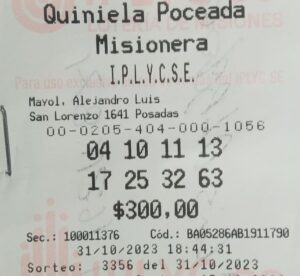 Quiniela Poceada
Misionera
I.P.L.Y.C.S.E.
Mayol, Alejandro Luis
San Lorenzo 1641 Posadas
00-0205-404-000-1056
04 10 11 13
17 25 32 63
$300,00
Sec.: 100011376 Cód.: BA05286AB1911790
31/10/2023 18:44:31
Sorteo: 3356 del 31/10/2023